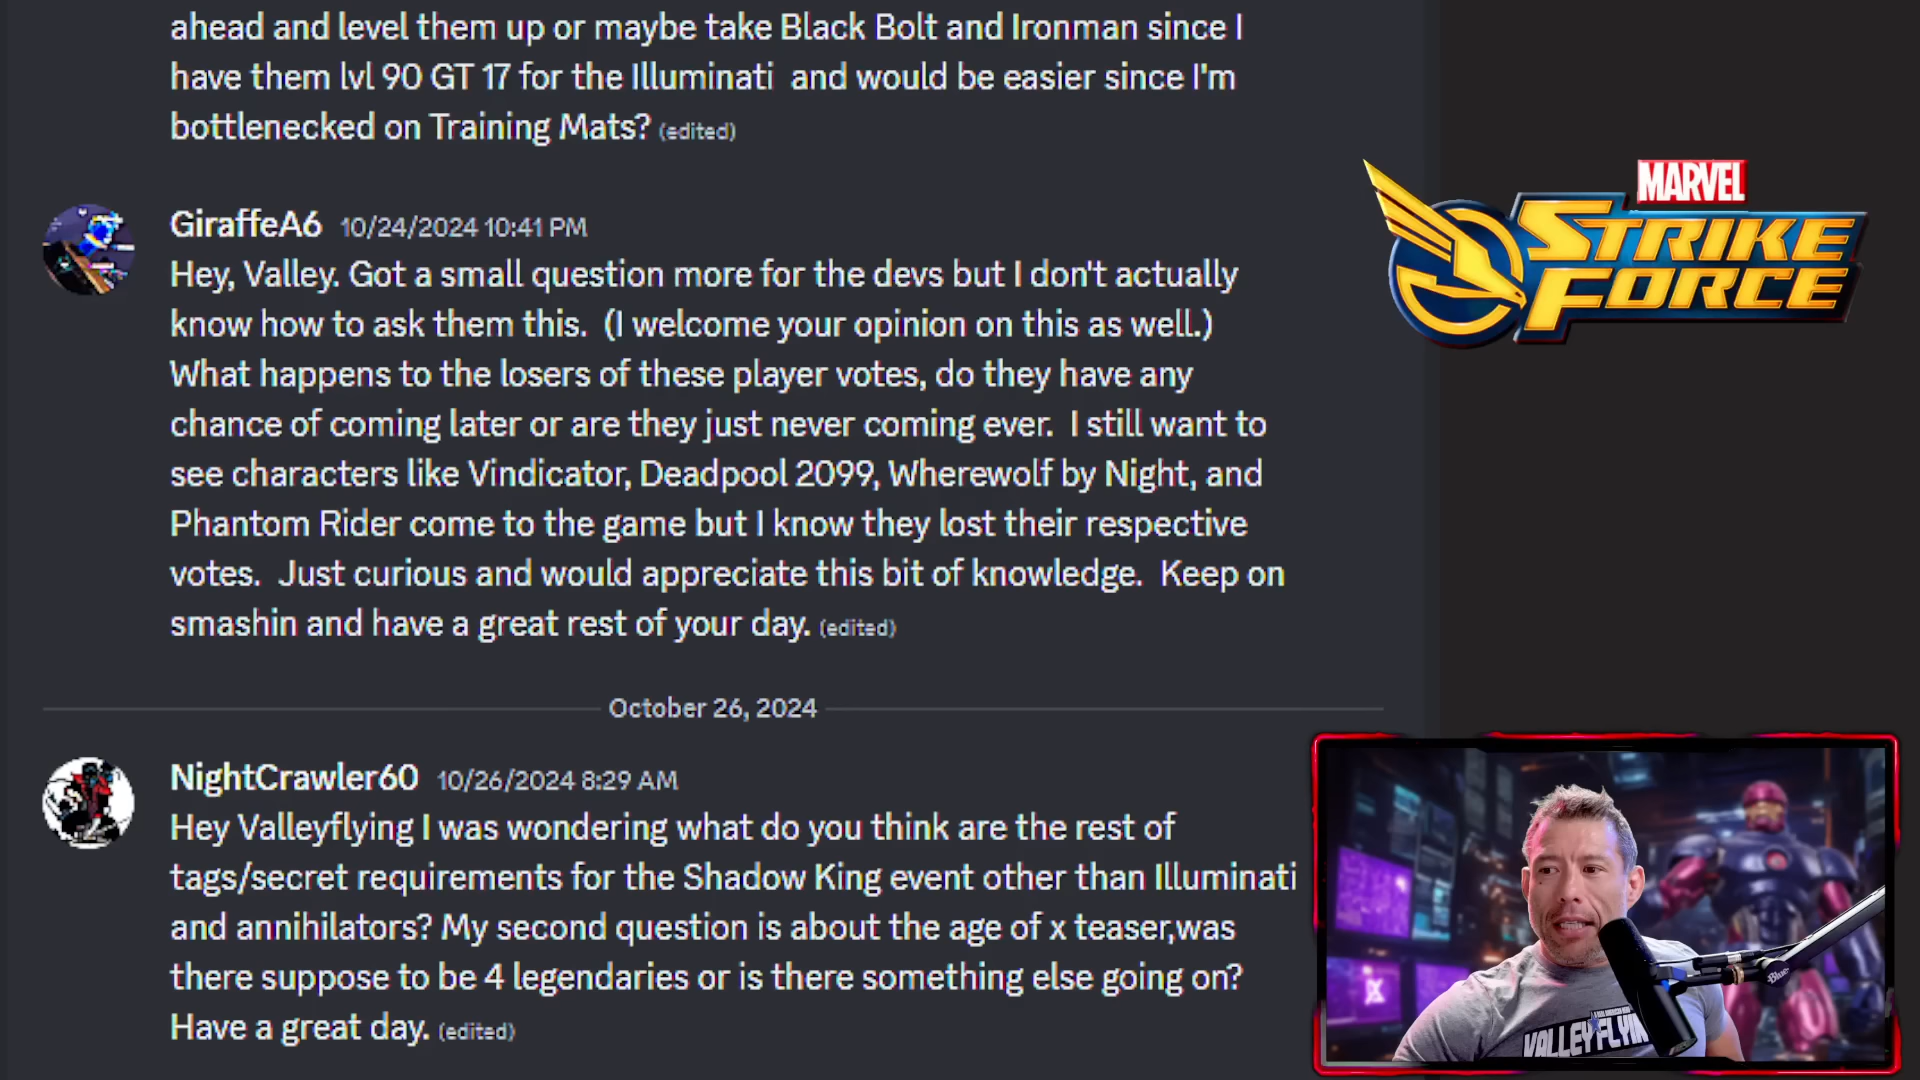 ahead and level them up or maybe take Black Bolt and Ironman since I
have them lvl 90 GT 17 for the Illuminati  and would be easier since I'm
bottlenecked on Training Mats? (edited)
GiraffeA6 10/24/2024 10:41 PM
Hey, Valley. Got a small question more for the devs but I don't actually
know how to ask them this.  (I welcome your opinion on this as well.)
What happens to the losers of these player votes, do they have any
chance of coming later or are they just never coming ever.  I still want to
see characters like Vindicator, Deadpool 2099, Wherewolf by Night, and
Phantom Rider come to the game but I know they lost their respective
votes.  Just curious and would appreciate this bit of knowledge.  Keep on
smashin and have a great rest of your day. (edited)
October 26, 2024
NightCrawler60 10/26/2024 8:29 AM
Hey Valleyflying I was wondering what do you think are the rest of
tags/secret requirements for the Shadow King event other than Illuminati
and annihilators? My second question is about the age of x teaser,was
there suppose to be 4 legendaries or is there something else going on?
Have a great day. (edited)
MARVEL
STRIKE
FORCE
Blue
VALLEYFLYIN